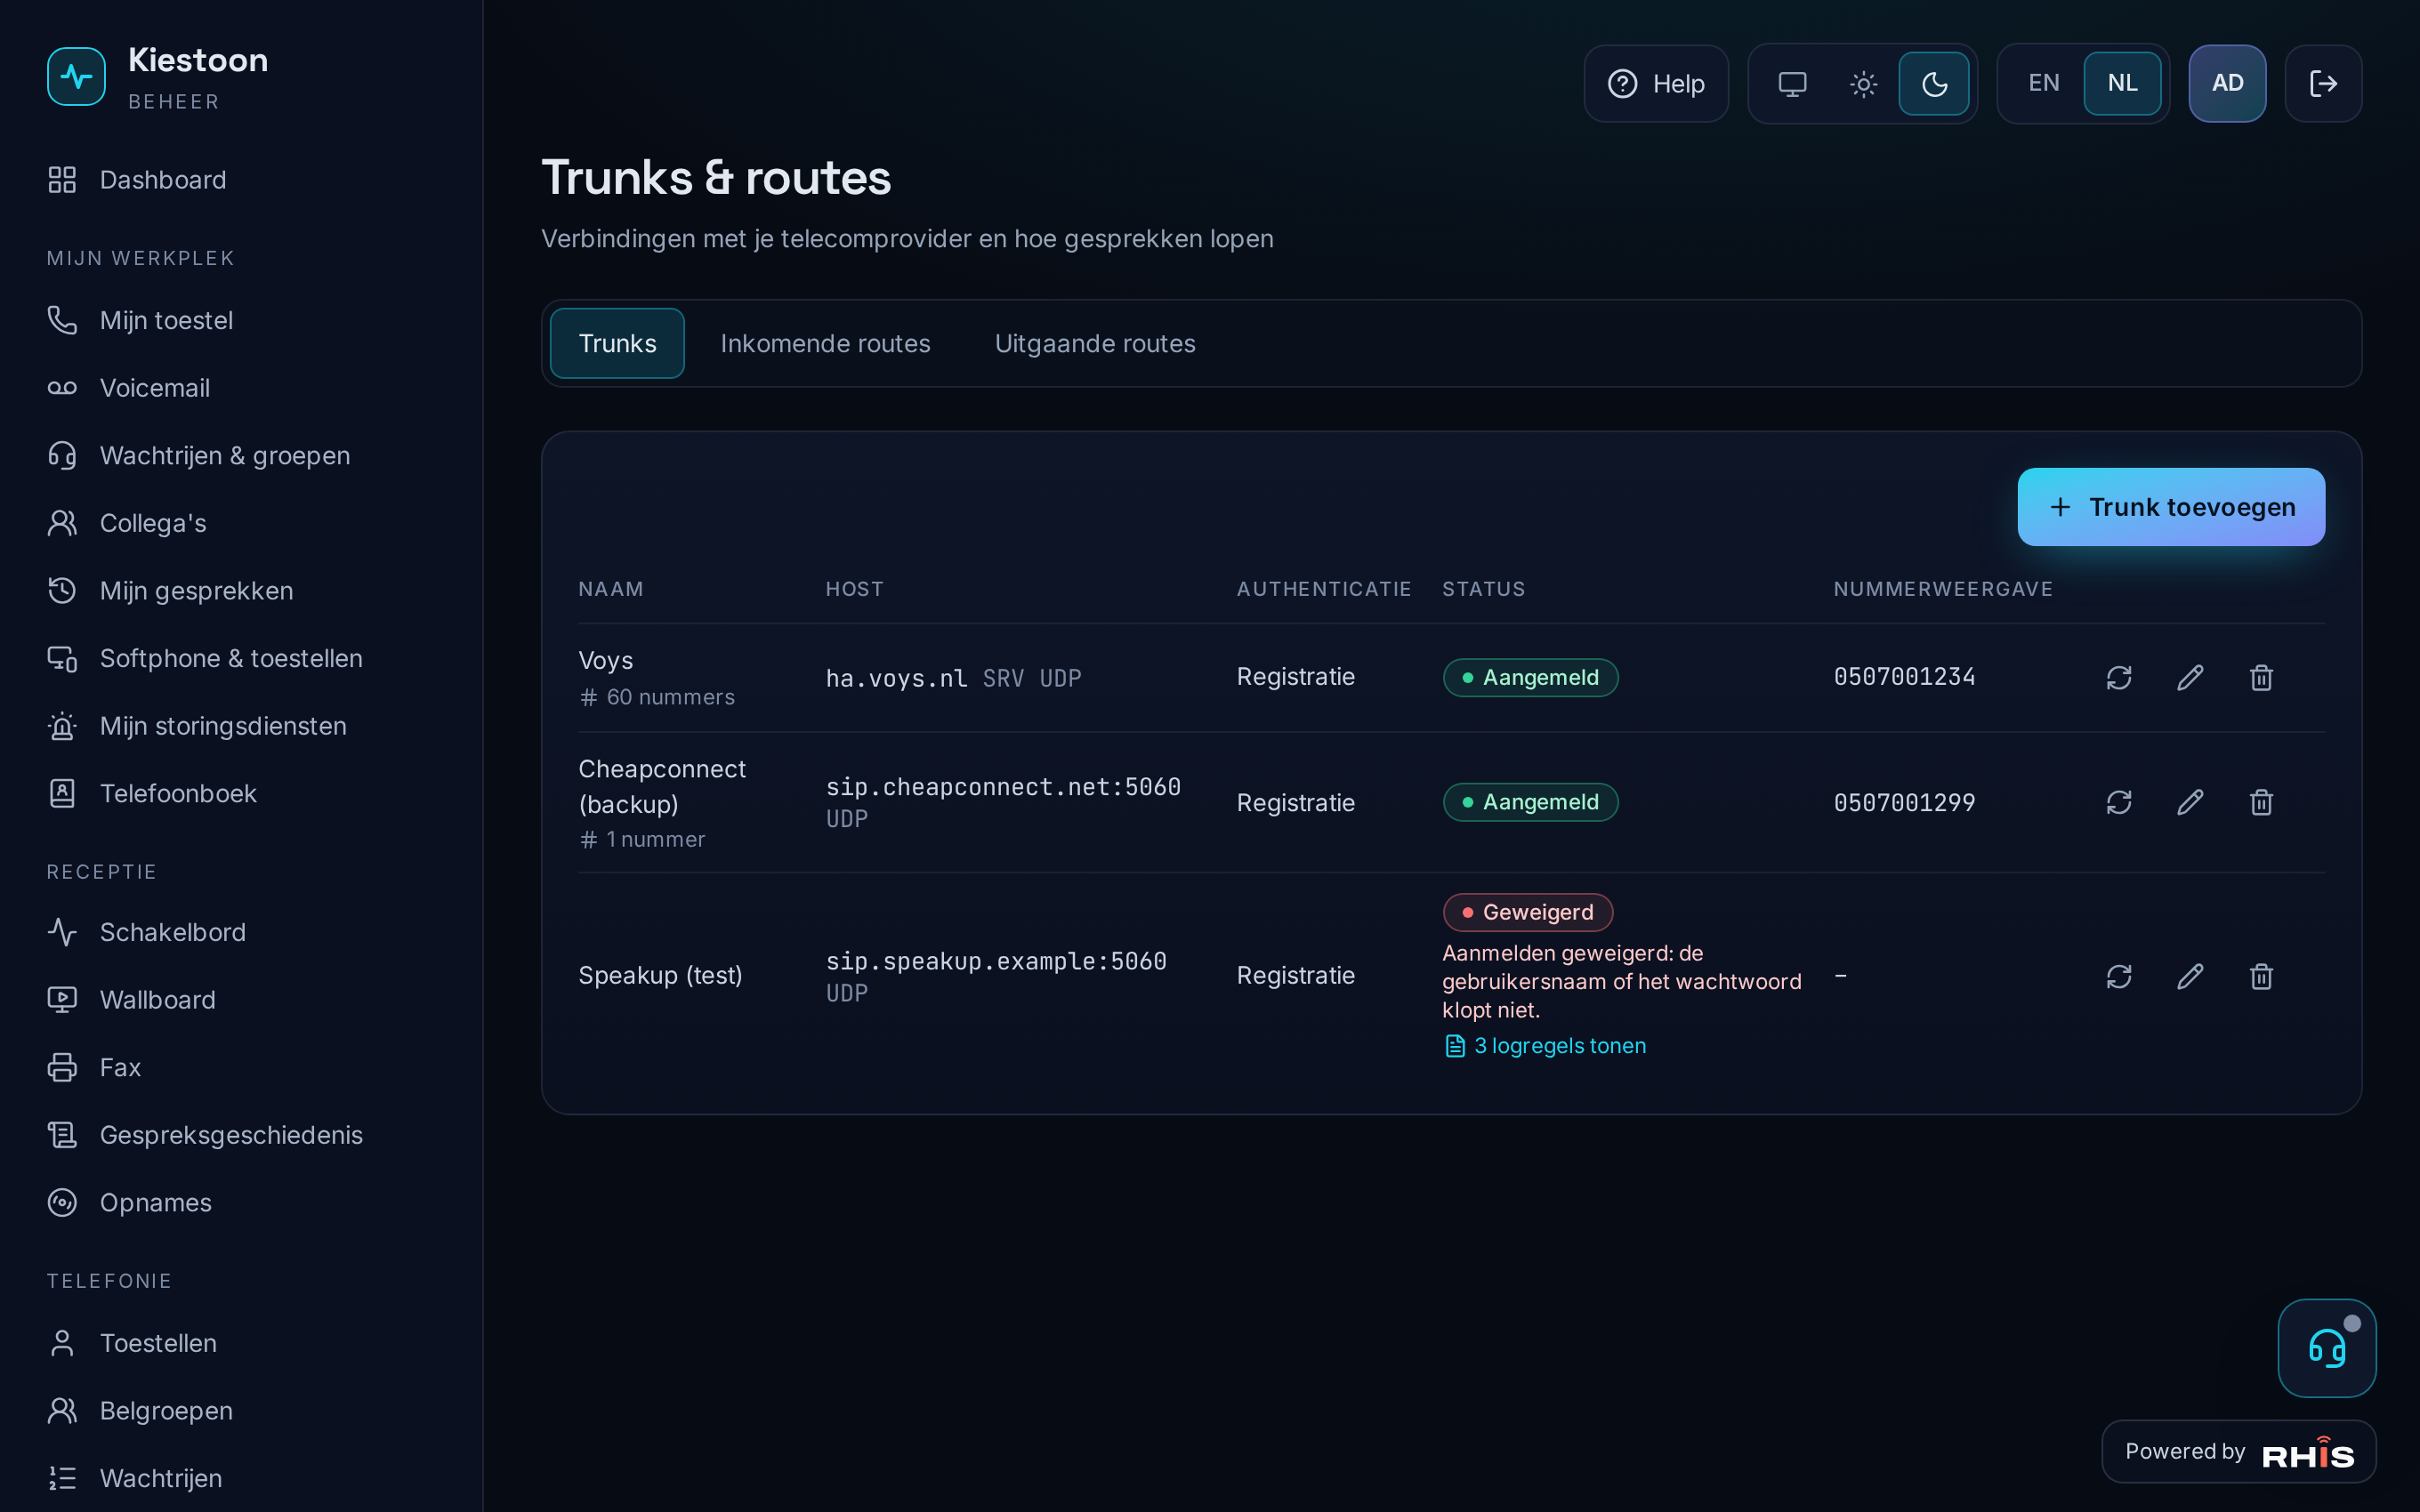 Kiestoon
BEHEER
Dashboard
MIJN WERKPLEK
Mijn toestel
Voicemail
Wachtrijen & groepen
Collega's
Mijn gesprekken
Softphone & toestellen
Mijn storingsdiensten
Telefoonboek
RECEPTIE
Schakelbord
Wallboard
Fax
Gespreksgeschiedenis
Opnames
TELEFONIE
Toestellen
Belgroepen
Wachtrijen
Help
EN NL
AD
Trunks & routes
Verbindingen met je telecomprovider en hoe gesprekken lopen
Trunks Inkomende routes Uitgaande routes
+ Trunk toevoegen
NAAM HOST AUTHENTICATIE STATUS NUMMERWEERGAVE
Voys
# 60 nummers
ha.voys.nl SRV UDP
Registratie
Aangemeld
0507001234
Cheapconnect
(backup)
# 1 nummer
sip.cheapconnect.net:5060
UDP
Registratie
Aangemeld
0507001299
Speakup (test)
sip.speakup.example:5060
UDP
Registratie
Geweigerd
Aanmelden geweigerd: de
gebruikersnaam of het wachtwoord
klopt niet.
3 logregels tonen
–
Powered by RHIS